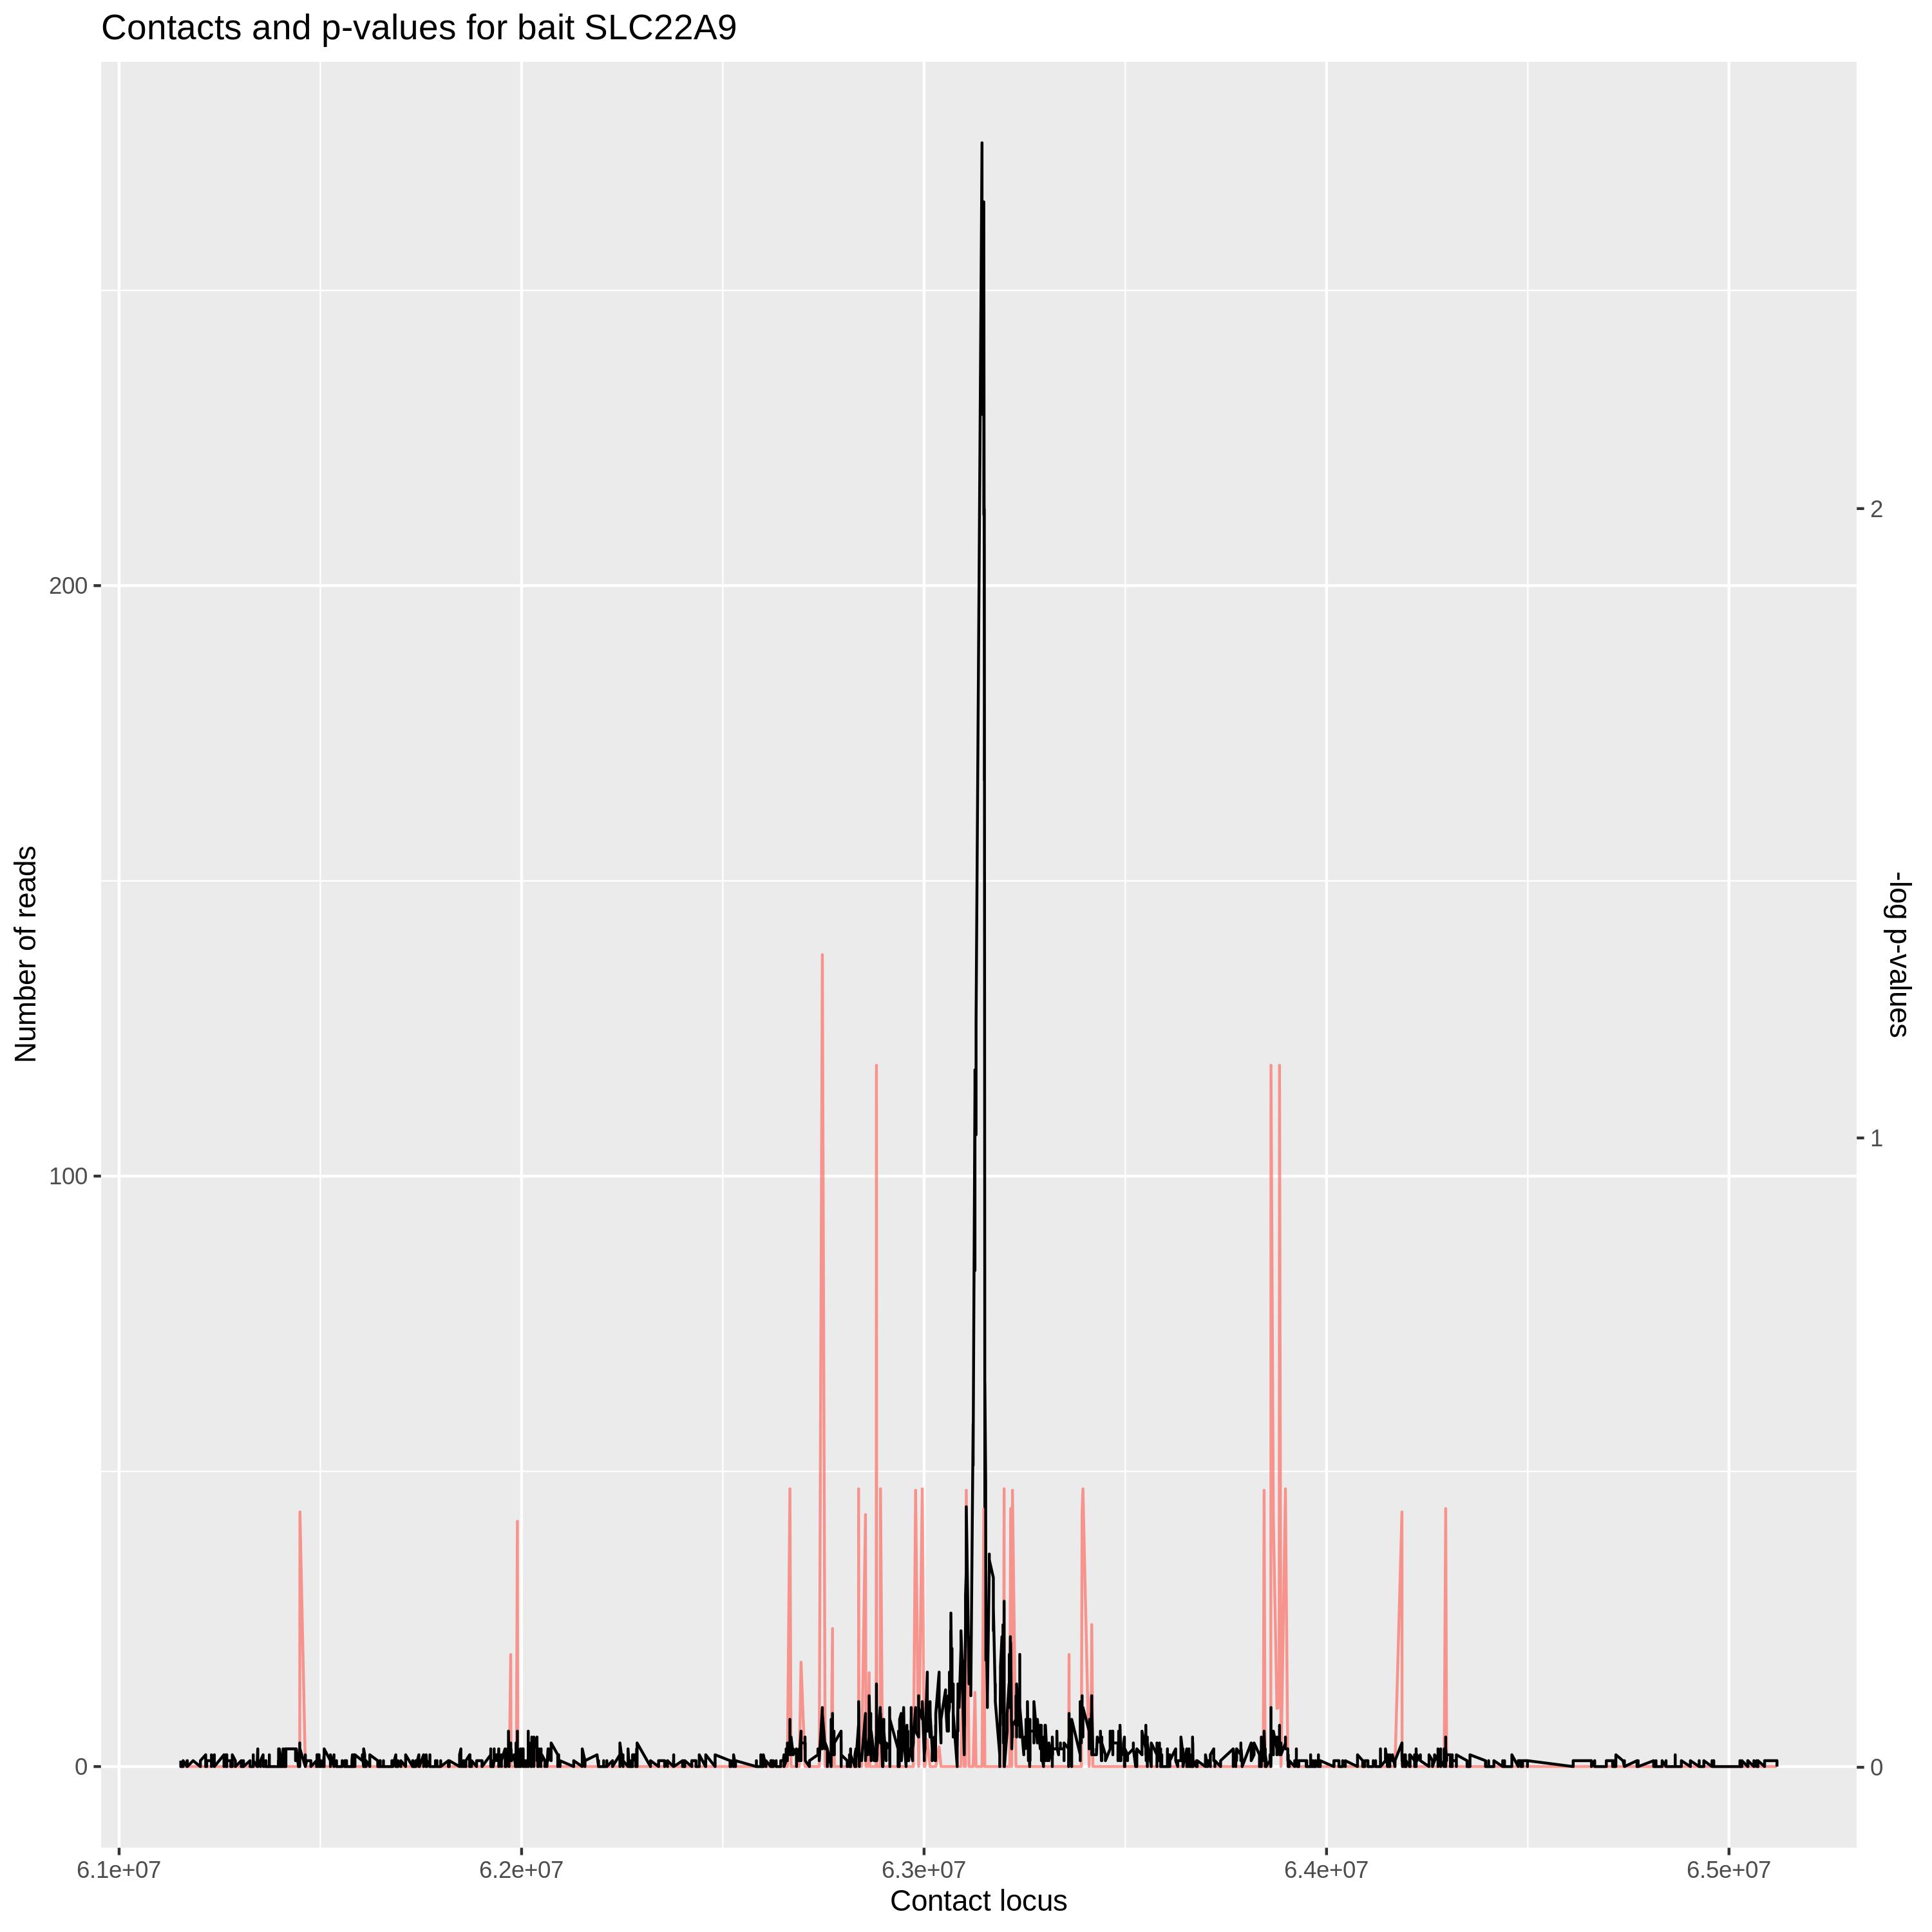 Contacts and p-values for bait SLC22A9
Number of reads
200
100
0
2
1
0
-log p-values
6.1e+07
6.2e+07
6.3e+07
6.4e+07
6.5e+07
Contact locus